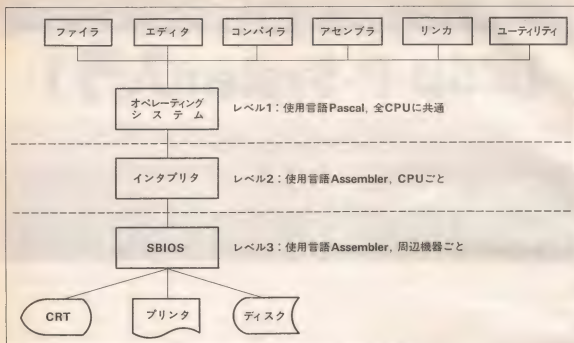 ファイラ
エディタ
コンパイラ
アセンブラ
リンカ
ユーティリティ
オペレーティング
システム
レベル1：使用言語Pascal, 全CPUに共通
インタプリタ
レベル2：使用言語Assembler, CPUごと
SBIOS
レベル3：使用言語Assembler, 周辺機器ごと
CRT
プリンタ
ディスク